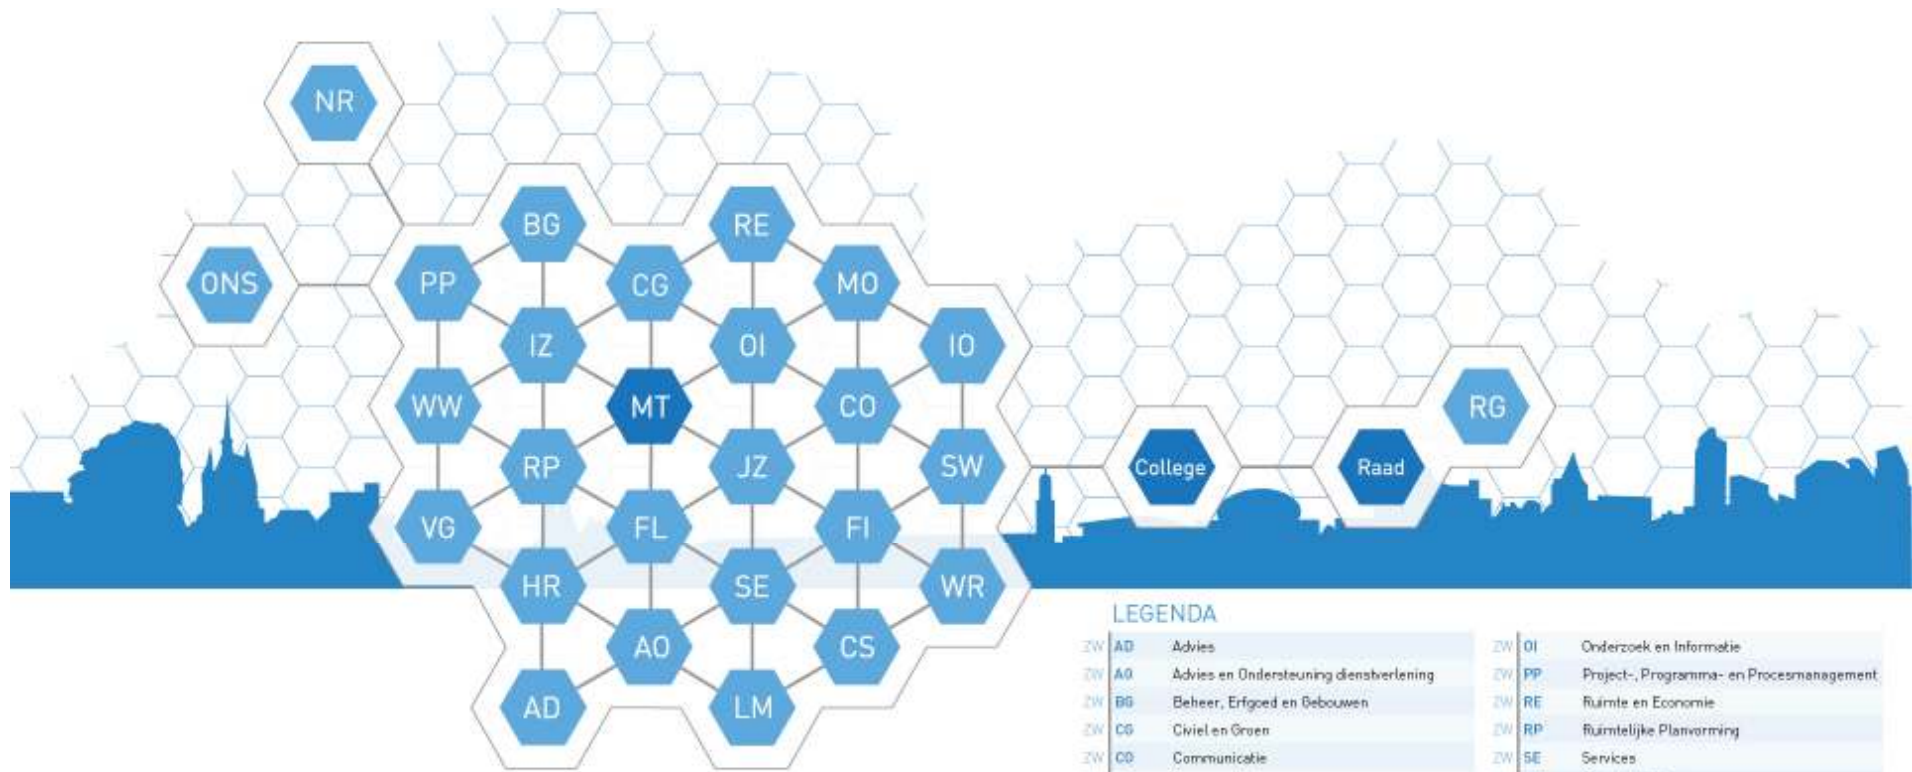 NR
BG RE
ONS PP CG MO
IZ OI IO
WW MT CO RG
RP JZ SW College Raad
VG FL FI
HR SE WR
AO CS
AD LM
LEGENDA
ZW AD Advies ZW OI Onderzoek en Informatie
ZW AO Advies en Ondersteuning dienstverlening ZW PP Project-, Programma- en Procesmanagement
ZW BG Beheer, Erfgoed en Gebouwen ZW RE Ruimte en Economie
ZW CG Civiel en Groen ZW RP Ruimtelijke Planvorming
ZW CO Communicatie ZW SE Services